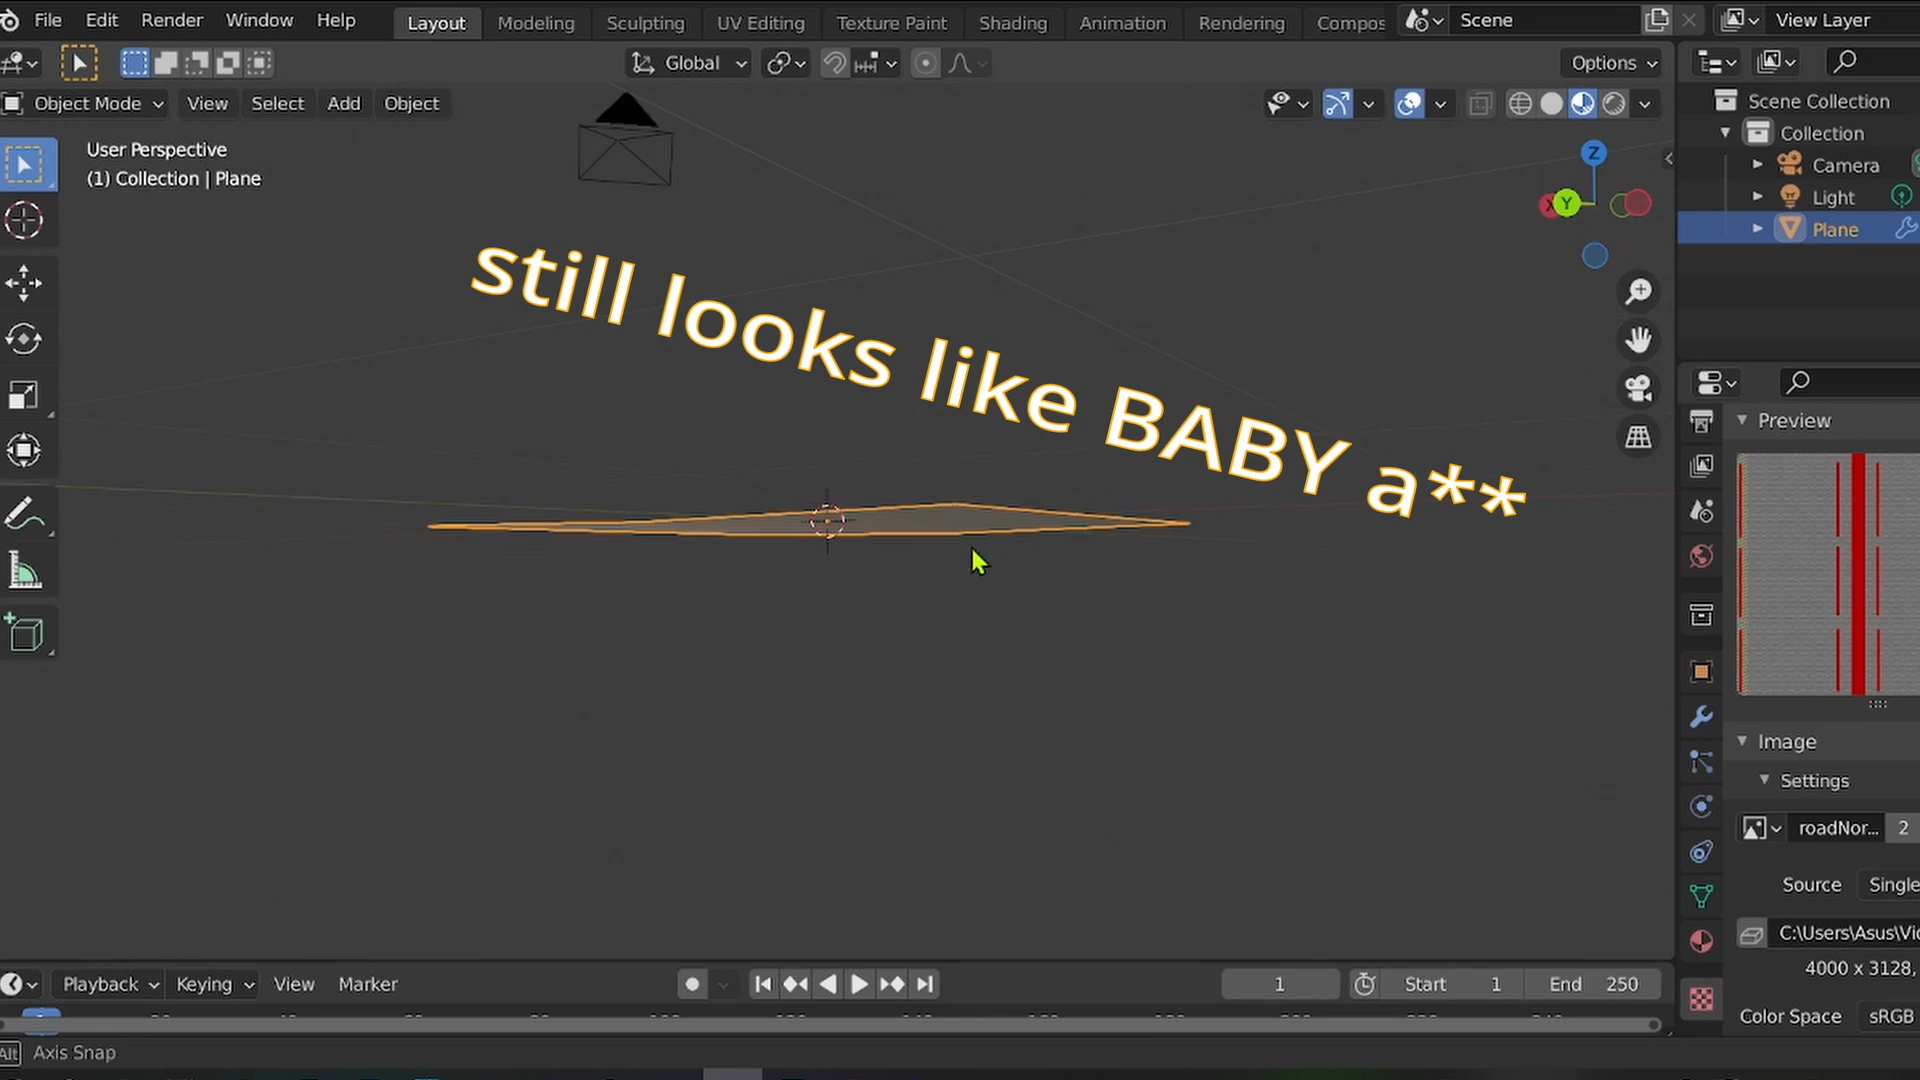 File Edit Render Window Help Layout Modeling Sculpting UV Editing Texture Paint Shading Animation Rendering Compos Scene View Layer
Global Options
Object Mode View Select Add Object
Scene Collection
Collection
Camera
Light
Plane
User Perspective
(1) Collection | Plane
Z
X Y
still looks like BABY a**
Preview
Image
Settings
roadNor... 2
Source Single
C:\Users\Asus\Vid
4000 x 3128,
Color Space sRGB
Playback Keying View Marker 1 Start 1 End 250
Alt Axis Snap